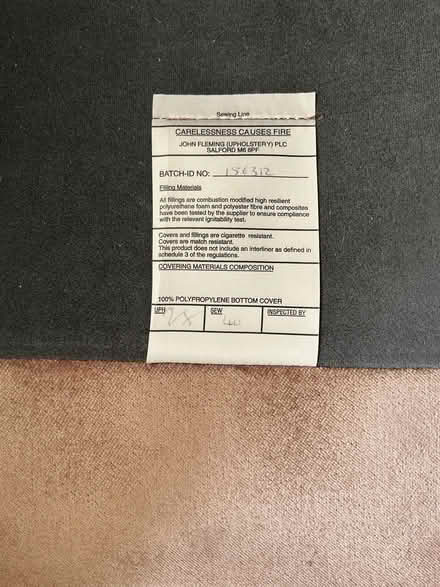 Sewing Line
CARELESSNESS CAUSES FIRE
JOHN FLEMING (UPHOLSTERY) PLC
SALFORD M6 6PF
BATCH-ID NO: 156312
Filling Materials
All fillings are combustion modified high resilient
polyurethane foam and polyester fibre and composites
have been tested by the supplier to ensure compliance
with the relevant ignitability test.
Covers and fillings are cigarette resistant.
Covers are match resistant.
This product does not include an interliner as defined in
schedule 3 of the regulations.
COVERING MATERIALS COMPOSITION
100% POLYPROPYLENE BOTTOM COVER
UPH SEW INSPECTED BY